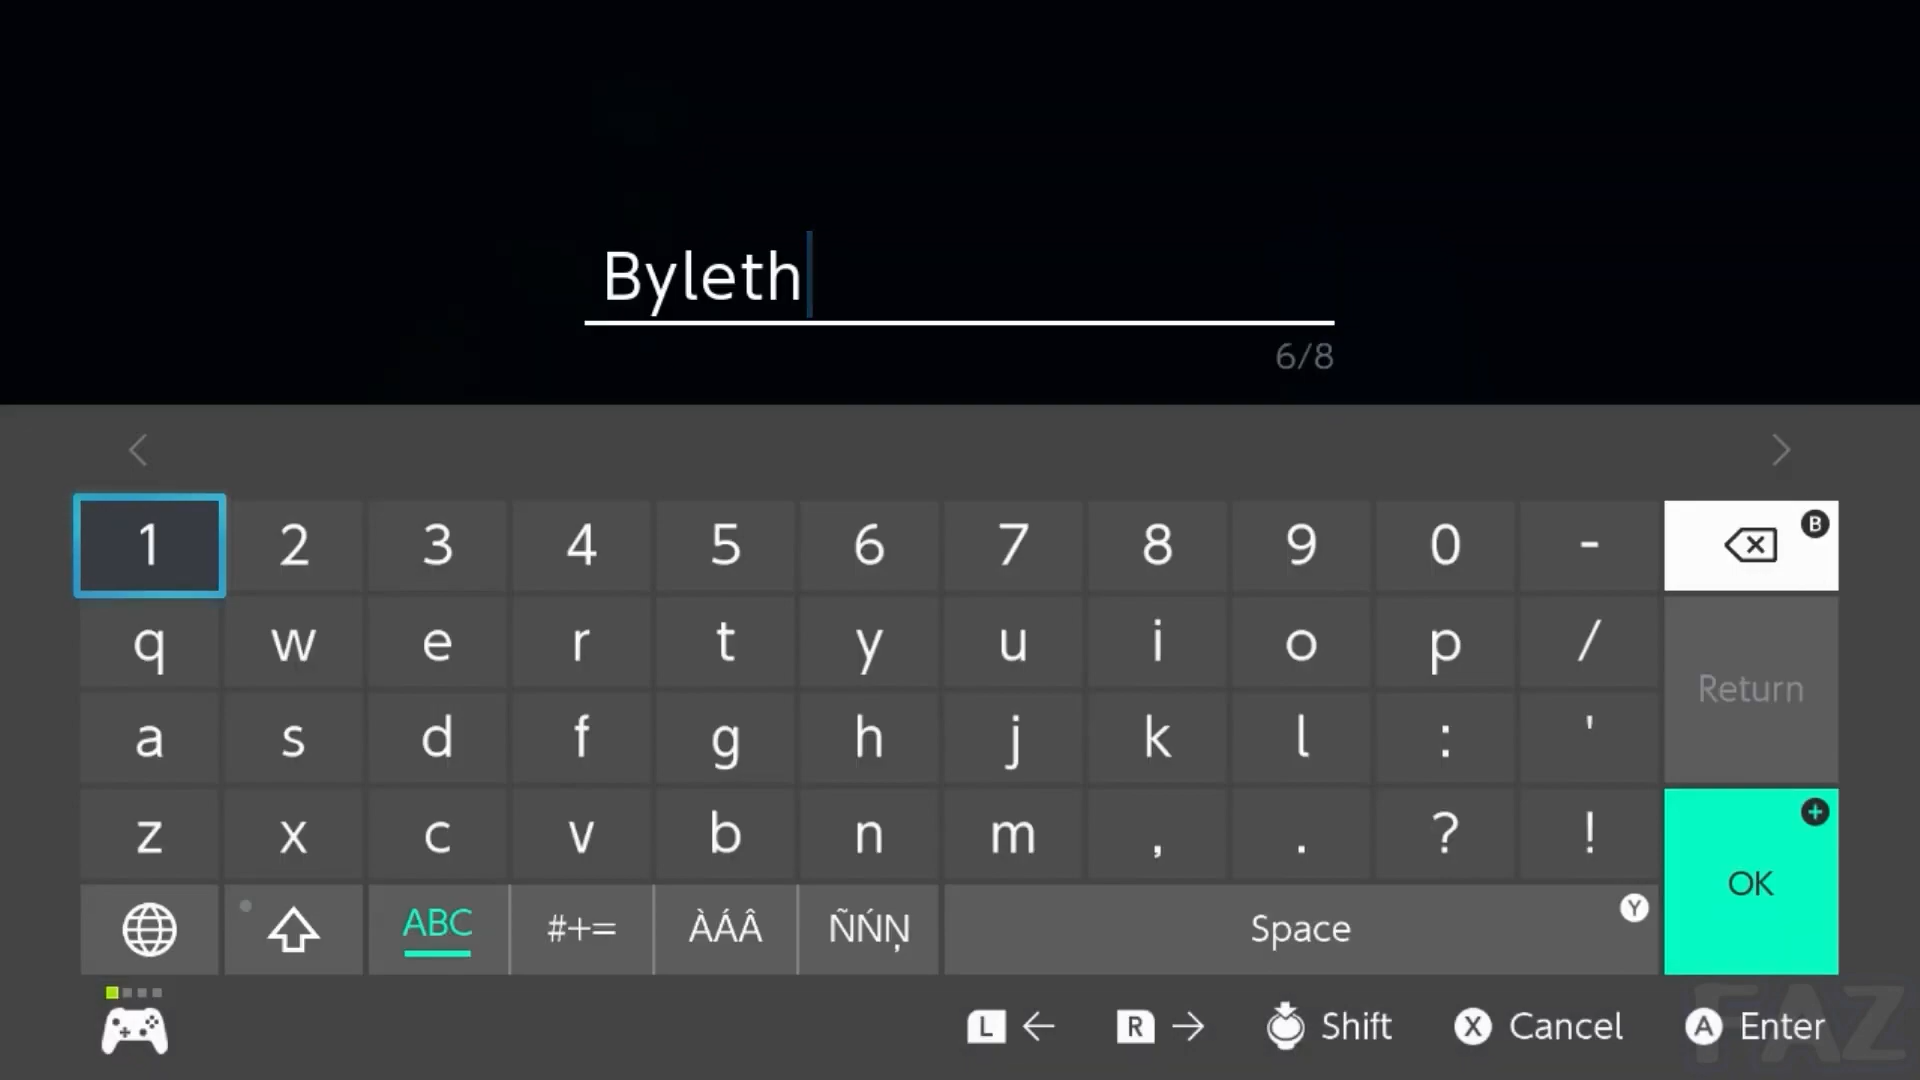 Byleth
6/8
1 2 3 4 5 6 7 8 9 0 - B
q w e r t y u i o p /
Return
a s d f g h j k l : '
z x c v b n m , . ? ! +
OK
ABC #+= ÀÁÂ ÑŃŅ Space Y
L ← R → Shift X Cancel A Enter
FAZ